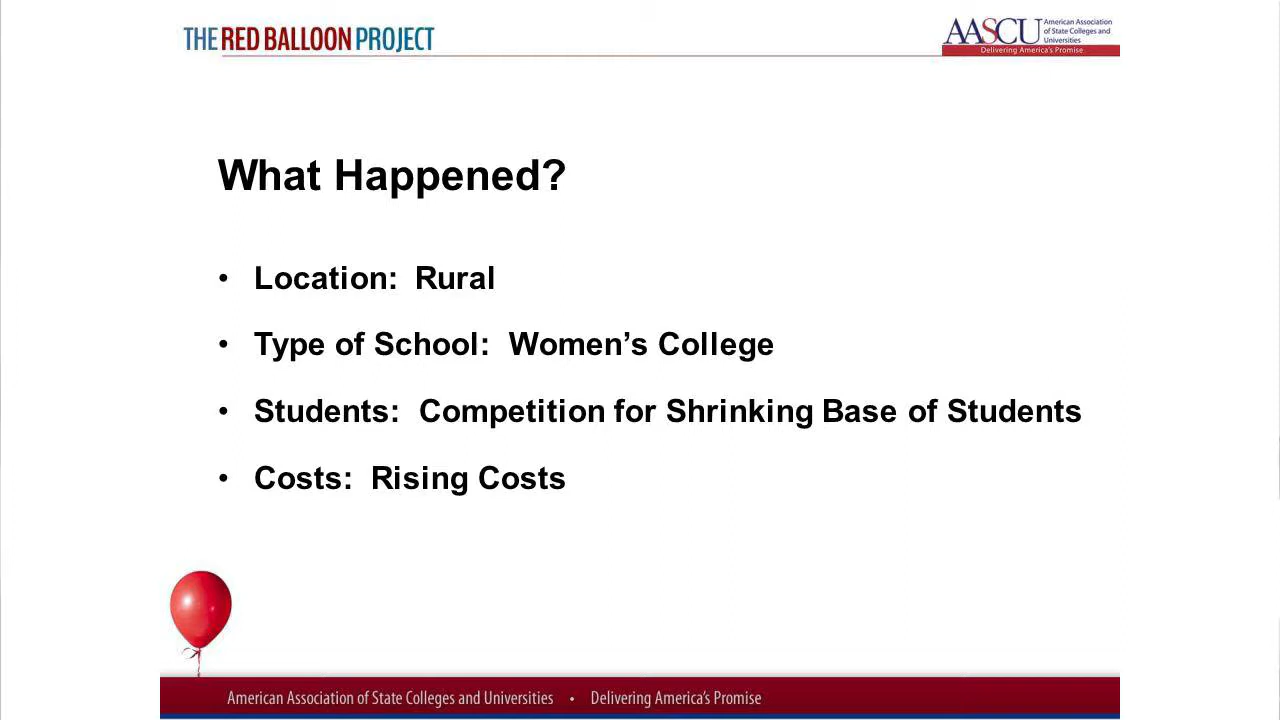 THE RED BALLOON PROJECT
AASCU
American Association
of State Colleges and
Universities
Delivering America's Promise
What Happened?
• Location:  Rural
• Type of School:  Women’s College
• Students:  Competition for Shrinking Base of Students
• Costs:  Rising Costs
American Association of State Colleges and Universities • Delivering America's Promise